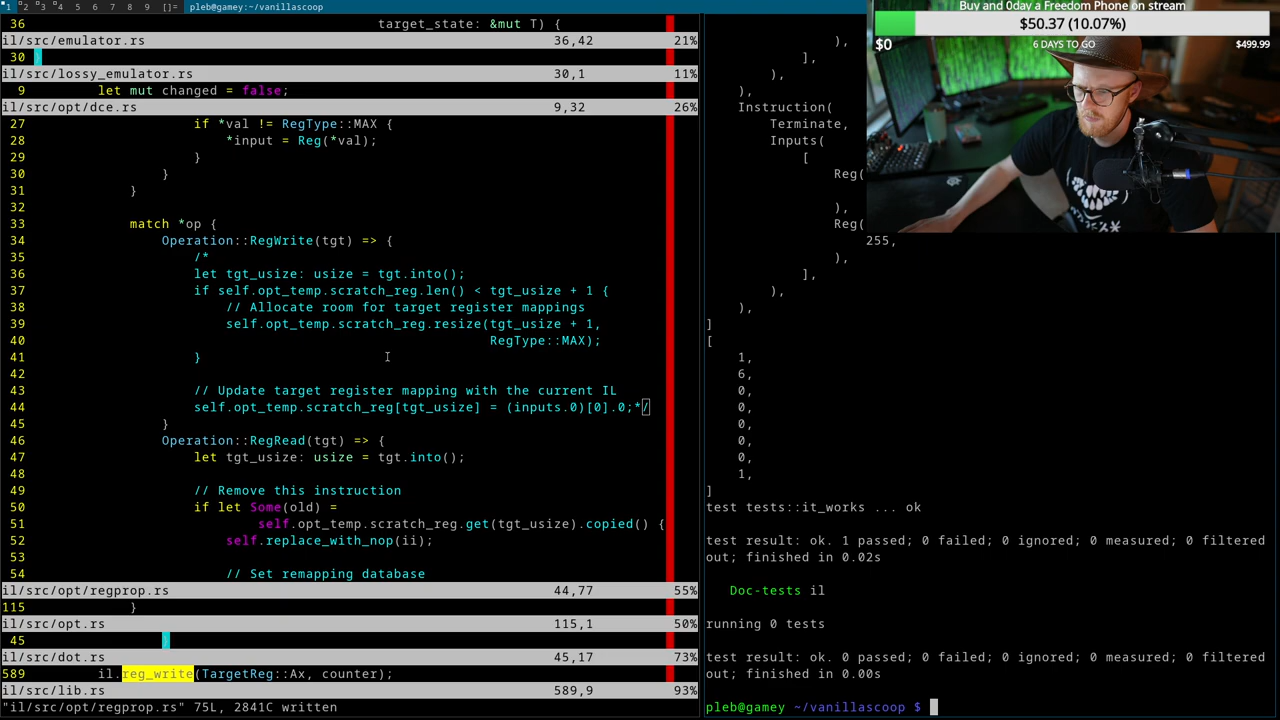 1 2 3 4 5 6 7 8 9 []= pleb@gamey:~/vanillascoop
36 target_state: &mut T) {
il/src/emulator.rs 36,42 21%
30 }
il/src/lossy_emulator.rs 30,1 11%
9 let mut changed = false;
il/src/opt/dce.rs 9,32 26%
27 if *val != RegType::MAX {
28 *input = Reg(*val);
29 }
30 }
31 }
32
33 match *op {
34 Operation::RegWrite(tgt) => {
35 /*
36 let tgt_usize: usize = tgt.into();
37 if self.opt_temp.scratch_reg.len() < tgt_usize + 1 {
38 // Allocate room for target register mappings
39 self.opt_temp.scratch_reg.resize(tgt_usize + 1,
40 RegType::MAX);
41 }
42
43 // Update target register mapping with the current IL
44 self.opt_temp.scratch_reg[tgt_usize] = (inputs.0)[0].0;*/
45 }
46 Operation::RegRead(tgt) => {
47 let tgt_usize: usize = tgt.into();
48
49 // Remove this instruction
50 if let Some(old) =
51 self.opt_temp.scratch_reg.get(tgt_usize).copied() {
52 self.replace_with_nop(ii);
53
54 // Set remapping database
il/src/opt/regprop.rs 44,77 55%
115 }
il/src/opt.rs 115,1 50%
45 }
il/src/dot.rs 45,17 73%
589 il.reg_write(TargetReg::Ax, counter);
il/src/lib.rs 589,9 93%
"il/src/opt/regprop.rs" 75L, 2841C written
),
],
),
),
Instruction(
Terminate,
Inputs(
[
Reg(
),
Reg(
255,
),
],
),
),
]
[
1,
6,
0,
0,
0,
0,
0,
1,
]
test tests::it_works ... ok
test result: ok. 1 passed; 0 failed; 0 ignored; 0 measured; 0 filtered
out; finished in 0.02s
Doc-tests il
running 0 tests
test result: ok. 0 passed; 0 failed; 0 ignored; 0 measured; 0 filtered
out; finished in 0.00s
pleb@gamey ~/vanillascoop $
Buy and 0day a Freedom Phone on stream
$50.37 (10.07%)
$0 6 DAYS TO GO $499.99